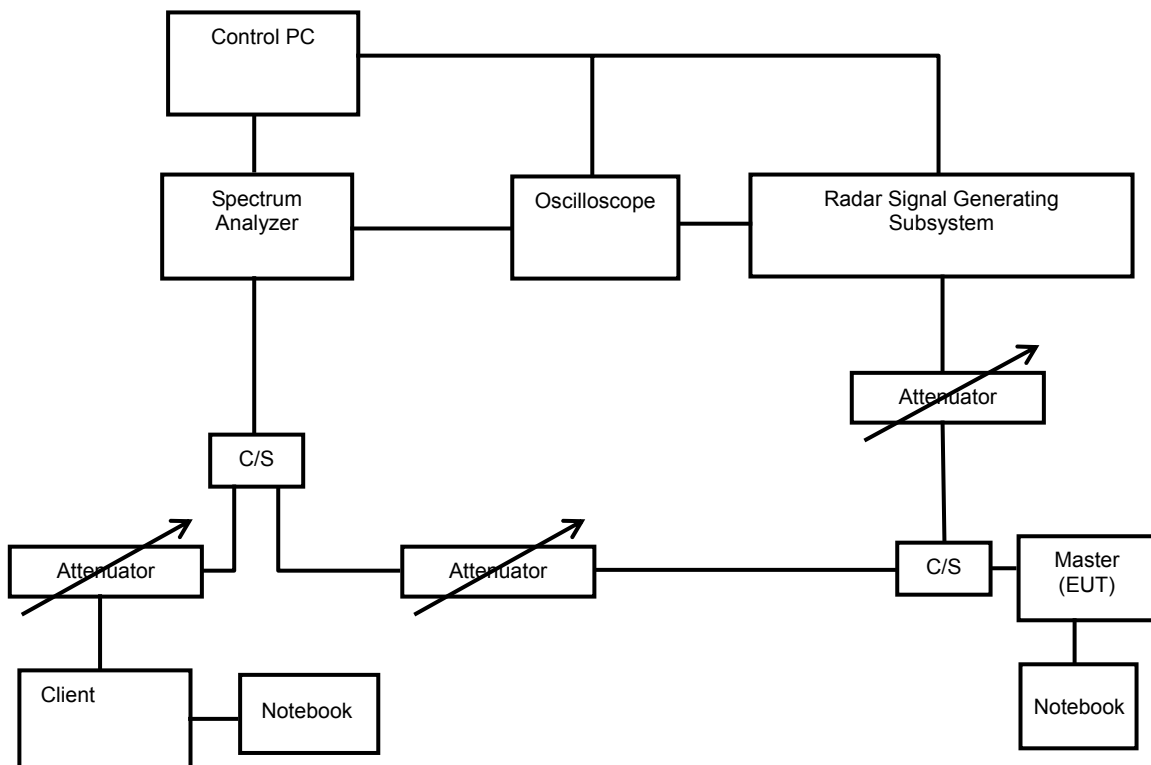 Control PC
Spectrum
Analyzer
Oscilloscope
Radar Signal Generating
Subsystem
Attenuator
C/S
Attenuator
Attenuator
C/S
Master
(EUT)
Client
Notebook
Notebook